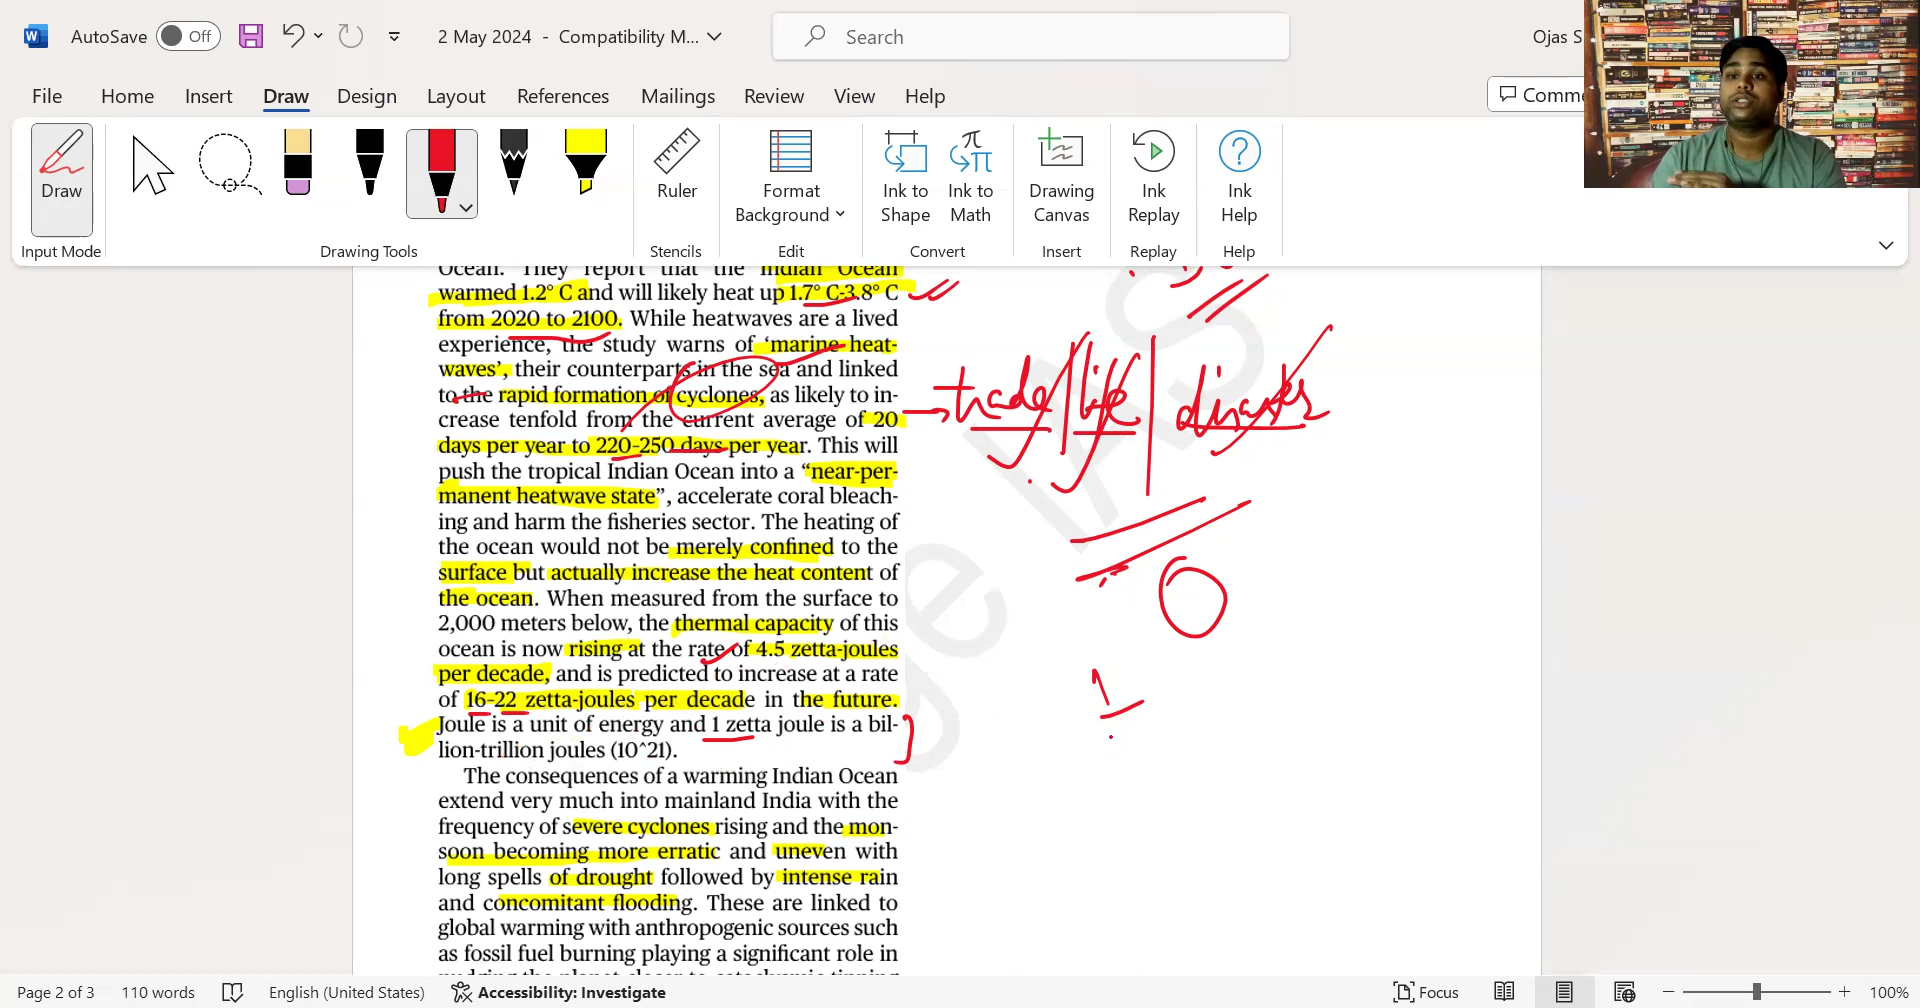 AutoSave Off 2 May 2024 - Compatibility M... Search Ojas S
File Home Insert Draw Design Layout References Mailings Review View Help Comme
Draw Ruler Format Background Ink to Shape Ink to Math Drawing Canvas Ink Replay Ink Help
Input Mode Drawing Tools Stencils Edit Convert Insert Replay Help
Ocean. They report that the Indian Ocean
warmed 1.2° C and will likely heat up 1.7° C-3.8° C
from 2020 to 2100. While heatwaves are a lived
experience, the study warns of ‘marine heat-
waves’, their counterparts in the sea and linked
to the rapid formation of cyclones, as likely to in-
crease tenfold from the current average of 20
days per year to 220-250 days per year. This will
push the tropical Indian Ocean into a “near-per-
manent heatwave state”, accelerate coral bleach-
ing and harm the fisheries sector. The heating of
the ocean would not be merely confined to the
surface but actually increase the heat content of
the ocean. When measured from the surface to
2,000 meters below, the thermal capacity of this
ocean is now rising at the rate of 4.5 zetta-joules
per decade, and is predicted to increase at a rate
of 16-22 zetta-joules per decade in the future.
Joule is a unit of energy and 1 zetta joule is a bil-
lion-trillion joules (10^21).
The consequences of a warming Indian Ocean
extend very much into mainland India with the
frequency of severe cyclones rising and the mon-
soon becoming more erratic and uneven with
long spells of drought followed by intense rain
and concomitant flooding. These are linked to
global warming with anthropogenic sources such
as fossil fuel burning playing a significant role in
trade life
IAS
Page 2 of 3 110 words English (United States) Accessibility: Investigate Focus 100%